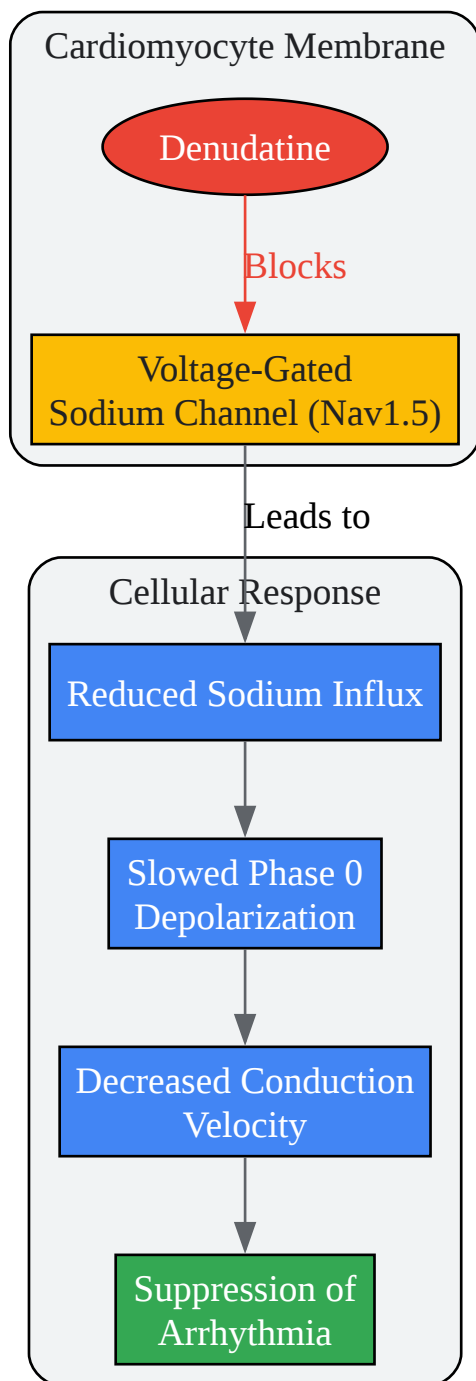 Cardiomyocyte Membrane
Denudatine
Blocks
Voltage-Gated
Sodium Channel (Nav1.5)
Leads to
Cellular Response
Reduced Sodium Influx
Slowed Phase 0
Depolarization
Decreased Conduction
Velocity
Suppression of
Arrhythmia